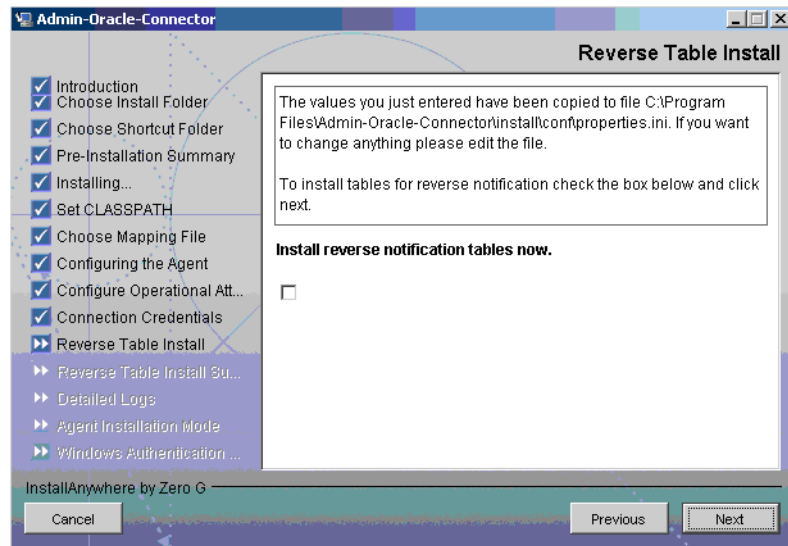 Admin-Oracle-Connector
Reverse Table Install
Introduction
Choose Install Folder
Choose Shortcut Folder
Pre-Installation Summary
Installing...
Set CLASSPATH
Choose Mapping File
Configuring the Agent
Configure Operational Att...
Connection Credentials
Reverse Table Install
Reverse Table Install Su...
Detailed Logs
Agent Installation Mode
Windows Authentication ...
The values you just entered have been copied to file C:\Program
Files\Admin-Oracle-Connector\install\conf\properties.ini. If you want
to change anything please edit the file.
To install tables for reverse notification check the box below and click
next.
Install reverse notification tables now.
InstallAnywhere by Zero G
Cancel
Previous
Next